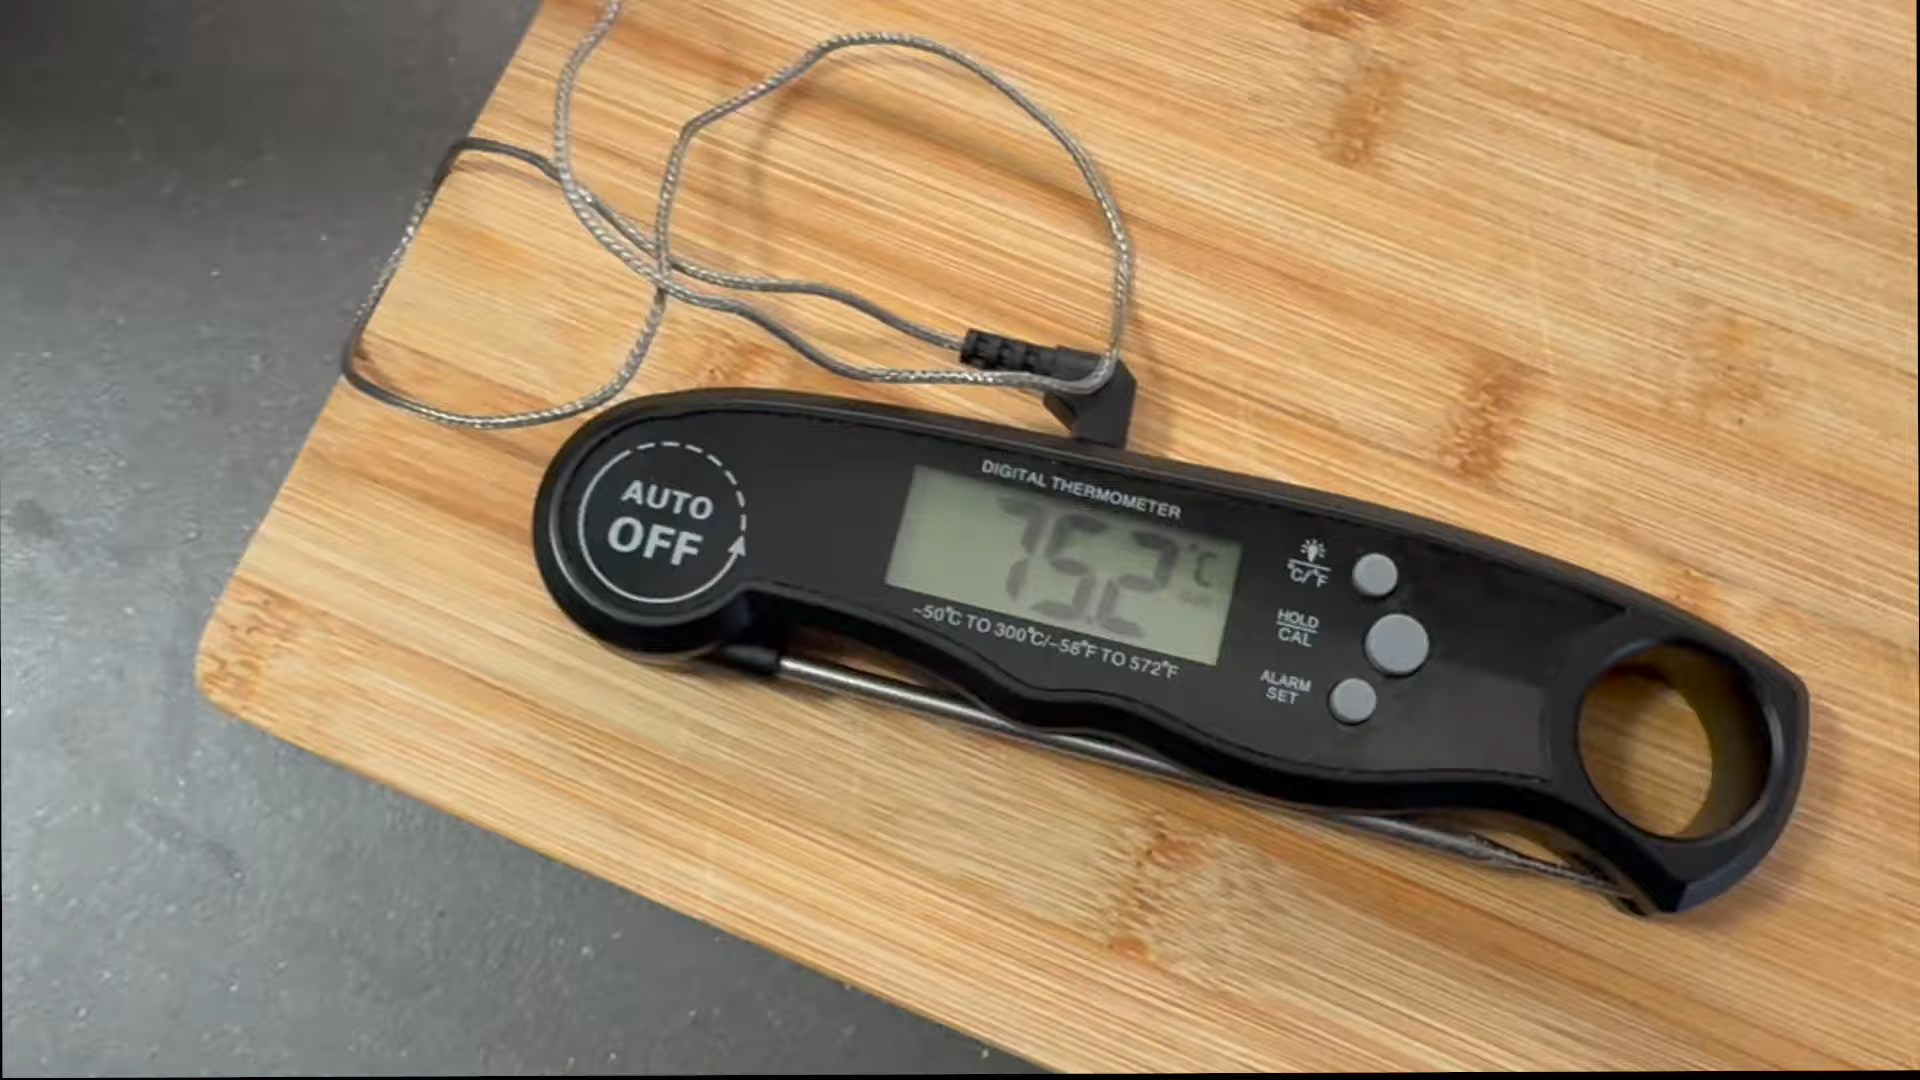 AUTO
OFF
DIGITAL THERMOMETER
75.2 °C
-50°C TO 300°C/-58°F TO 572°F
°C/°F
HOLD
CAL
ALARM
SET